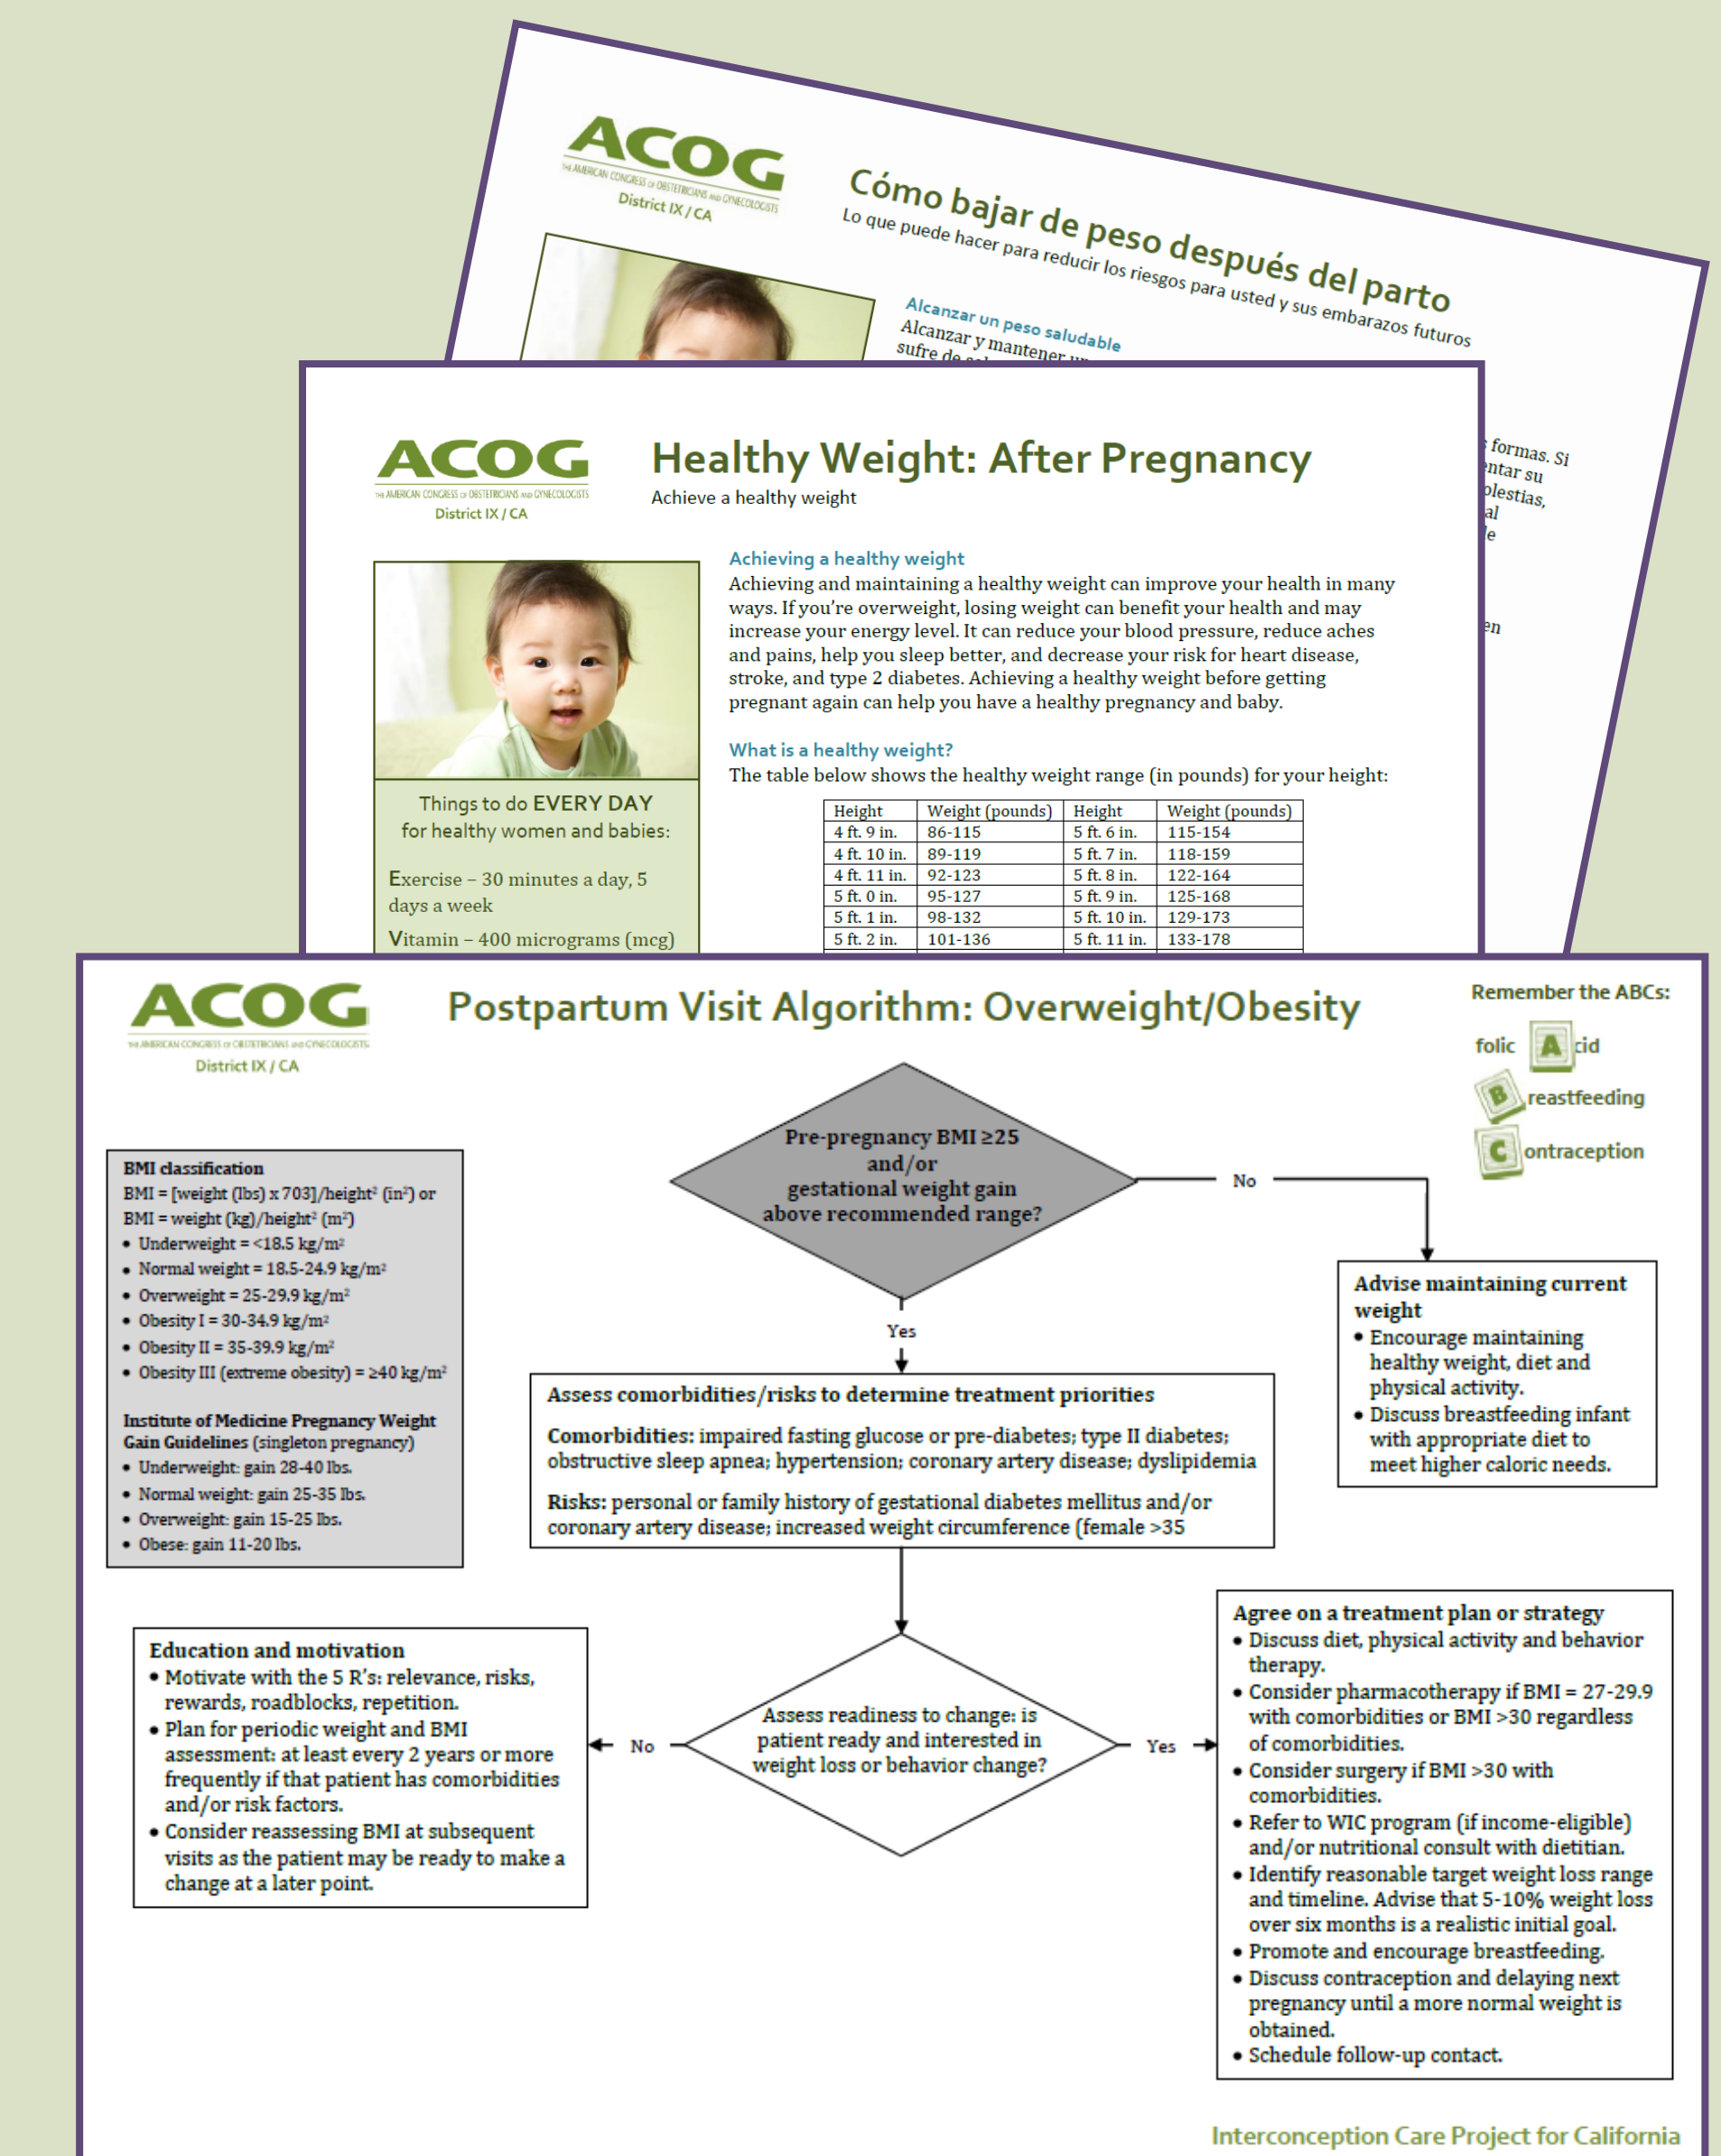 ACOG
THE AMERICAN CONGRESS OF OBSTETRICIANS AND GYNECOLOGISTS
District IX / CA
Cómo bajar de peso después del parto
Lo que puede hacer para reducir los riesgos para usted y sus embarazos futuros
Alcanzar un peso saludable
Alcanzar y mantener
sufre de
formas. Si
su
al
en
ACOG
THE AMERICAN CONGRESS OF OBSTETRICIANS AND GYNECOLOGISTS
District IX / CA
Healthy Weight: After Pregnancy
Achieve a healthy weight
Achieving a healthy weight
Achieving and maintaining a healthy weight can improve your health in many
ways. If you’re overweight, losing weight can benefit your health and may
increase your energy level. It can reduce your blood pressure, reduce aches
and pains, help you sleep better, and decrease your risk for heart disease,
stroke, and type 2 diabetes. Achieving a healthy weight before getting
pregnant again can help you have a healthy pregnancy and baby.
What is a healthy weight?
The table below shows the healthy weight range (in pounds) for your height:
Height Weight (pounds) Height Weight (pounds)
4 ft. 9 in. 86-115 5 ft. 6 in. 115-154
4 ft. 10 in. 89-119 5 ft. 7 in. 118-159
4 ft. 11 in. 92-123 5 ft. 8 in. 122-164
5 ft. 0 in. 95-127 5 ft. 9 in. 125-168
5 ft. 1 in. 98-132 5 ft. 10 in. 129-173
5 ft. 2 in. 101-136 5 ft. 11 in. 133-178
Things to do EVERY DAY
for healthy women and babies:
Exercise – 30 minutes a day, 5
days a week
Vitamin – 400 micrograms (mcg)
ACOG
THE AMERICAN CONGRESS OF OBSTETRICIANS AND GYNECOLOGISTS
District IX / CA
Postpartum Visit Algorithm: Overweight/Obesity
Remember the ABCs:
folic Acid
Breastfeeding
Contraception
Pre-pregnancy BMI ≥25
and/or
gestational weight gain
above recommended range?
No
Yes
BMI classification
BMI = [weight (lbs) x 703]/height² (in²) or
BMI = weight (kg)/height² (m²)
• Underweight = <18.5 kg/m²
• Normal weight = 18.5-24.9 kg/m²
• Overweight = 25-29.9 kg/m²
• Obesity I = 30-34.9 kg/m²
• Obesity II = 35-39.9 kg/m²
• Obesity III (extreme obesity) = ≥40 kg/m²
Institute of Medicine Pregnancy Weight
Gain Guidelines (singleton pregnancy)
• Underweight: gain 28-40 lbs.
• Normal weight: gain 25-35 lbs.
• Overweight: gain 15-25 lbs.
• Obese: gain 11-20 lbs.
Advise maintaining current
weight
• Encourage maintaining
healthy weight, diet and
physical activity.
• Discuss breastfeeding infant
with appropriate diet to
meet higher caloric needs.
Assess comorbidities/risks to determine treatment priorities
Comorbidities: impaired fasting glucose or pre-diabetes; type II diabetes;
obstructive sleep apnea; hypertension; coronary artery disease; dyslipidemia
Risks: personal or family history of gestational diabetes mellitus and/or
coronary artery disease; increased weight circumference (female >35
Assess readiness to change: is
patient ready and interested in
weight loss or behavior change?
No
Yes
Education and motivation
• Motivate with the 5 R's: relevance, risks,
rewards, roadblocks, repetition.
• Plan for periodic weight and BMI
assessment: at least every 2 years or more
frequently if that patient has comorbidities
and/or risk factors.
• Consider reassessing BMI at subsequent
visits as the patient may be ready to make a
change at a later point.
Agree on a treatment plan or strategy
• Discuss diet, physical activity and behavior
therapy.
• Consider pharmacotherapy if BMI = 27-29.9
with comorbidities or BMI >30 regardless
of comorbidities.
• Consider surgery if BMI >30 with
comorbidities.
• Refer to WIC program (if income-eligible)
and/or nutritional consult with dietitian.
• Identify reasonable target weight loss range
and timeline. Advise that 5-10% weight loss
over six months is a realistic initial goal.
• Promote and encourage breastfeeding.
• Discuss contraception and delaying next
pregnancy until a more normal weight is
obtained.
• Schedule follow-up contact.
Interconception Care Project for California